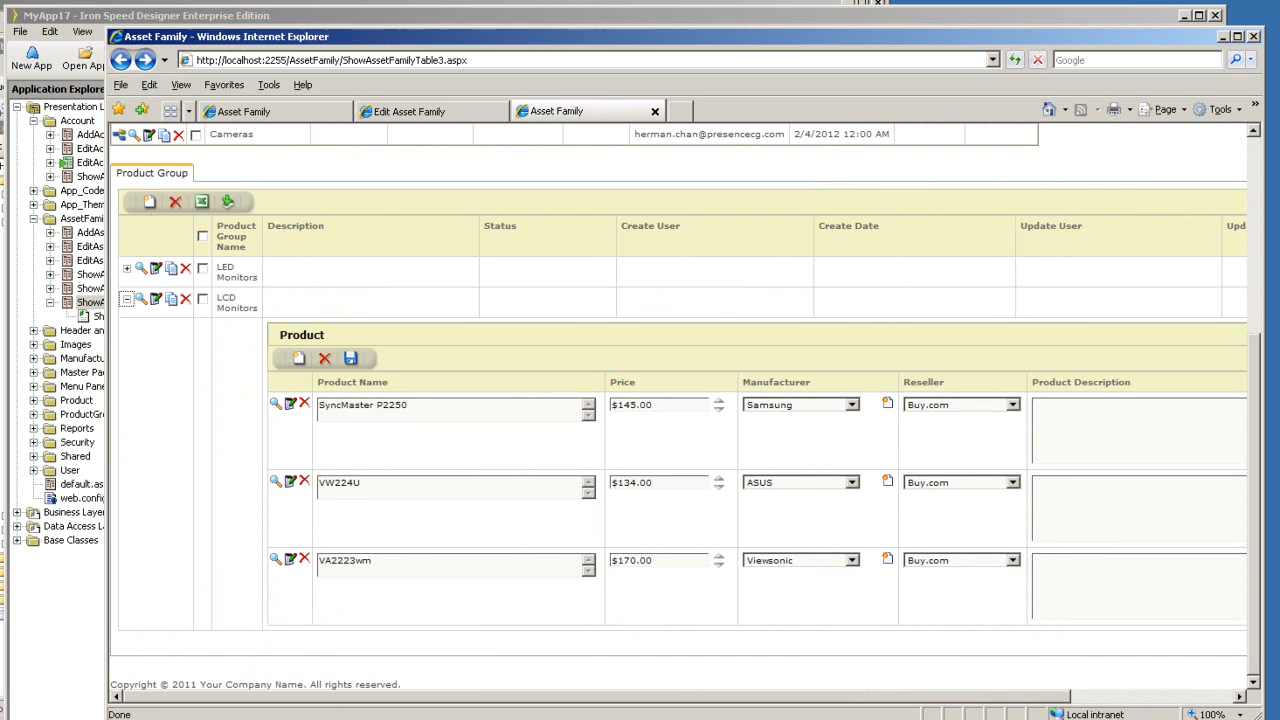 MyApp17 - Iron Speed Designer Enterprise Edition
File Edit View
New App Open App
Application Explorer
Presentation L
Account
AddAc
EditAc
EditAc
ShowA
App_Code
App_Them
AssetFam
AddAs
EditAs
EditAs
ShowA
ShowA
ShowA
Sh
Header an
Images
Manufactu
Master Pa
Menu Pane
Product
ProductGr
Reports
Security
Shared
User
default.as
web.config
Business Layer
Data Access L
Base Classes
Asset Family - Windows Internet Explorer
http://localhost:2255/AssetFamily/ShowAssetFamilyTable3.aspx
Google
File Edit View Favorites Tools Help
Asset Family Edit Asset Family Asset Family
Page Tools
Cameras herman.chan@presencecg.com 2/4/2012 12:00 AM
Product Group
Product Group Name Description Status Create User Create Date Update User Upd
LED Monitors
LCD Monitors
Product
Product Name Price Manufacturer Reseller Product Description
SyncMaster P2250 $145.00 Samsung Buy.com
VW224U $134.00 ASUS Buy.com
VA2223wm $170.00 Viewsonic Buy.com
Copyright © 2011 Your Company Name. All rights reserved.
Done Local intranet 100%